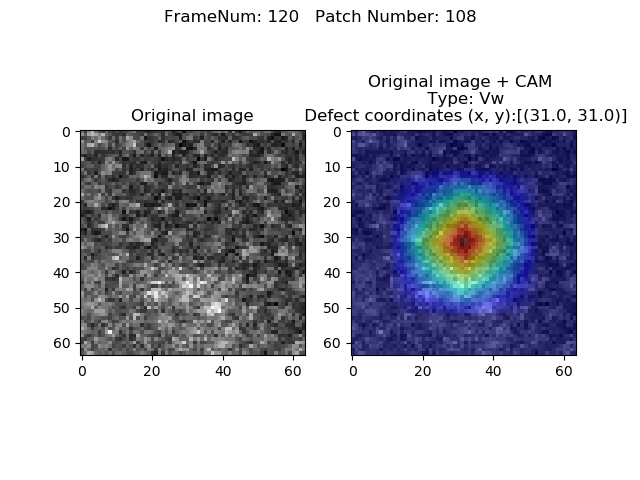 FrameNum: 120   Patch Number: 108
Original image
0
10
20
30
40
50
60
0 20 40 60
Original image + CAM
Type: Vw
Defect coordinates (x, y):[(31.0, 31.0)]
0
10
20
30
40
50
60
0 20 40 60